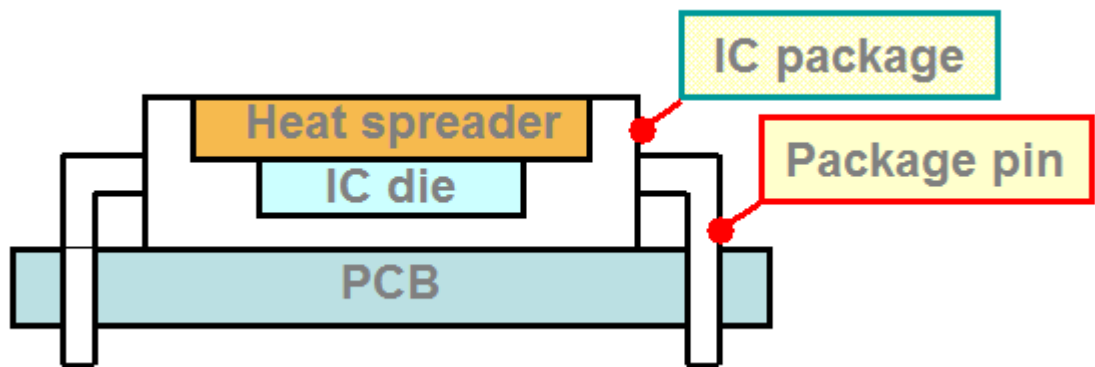 IC package
Heat spreader
Package pin
IC die
PCB